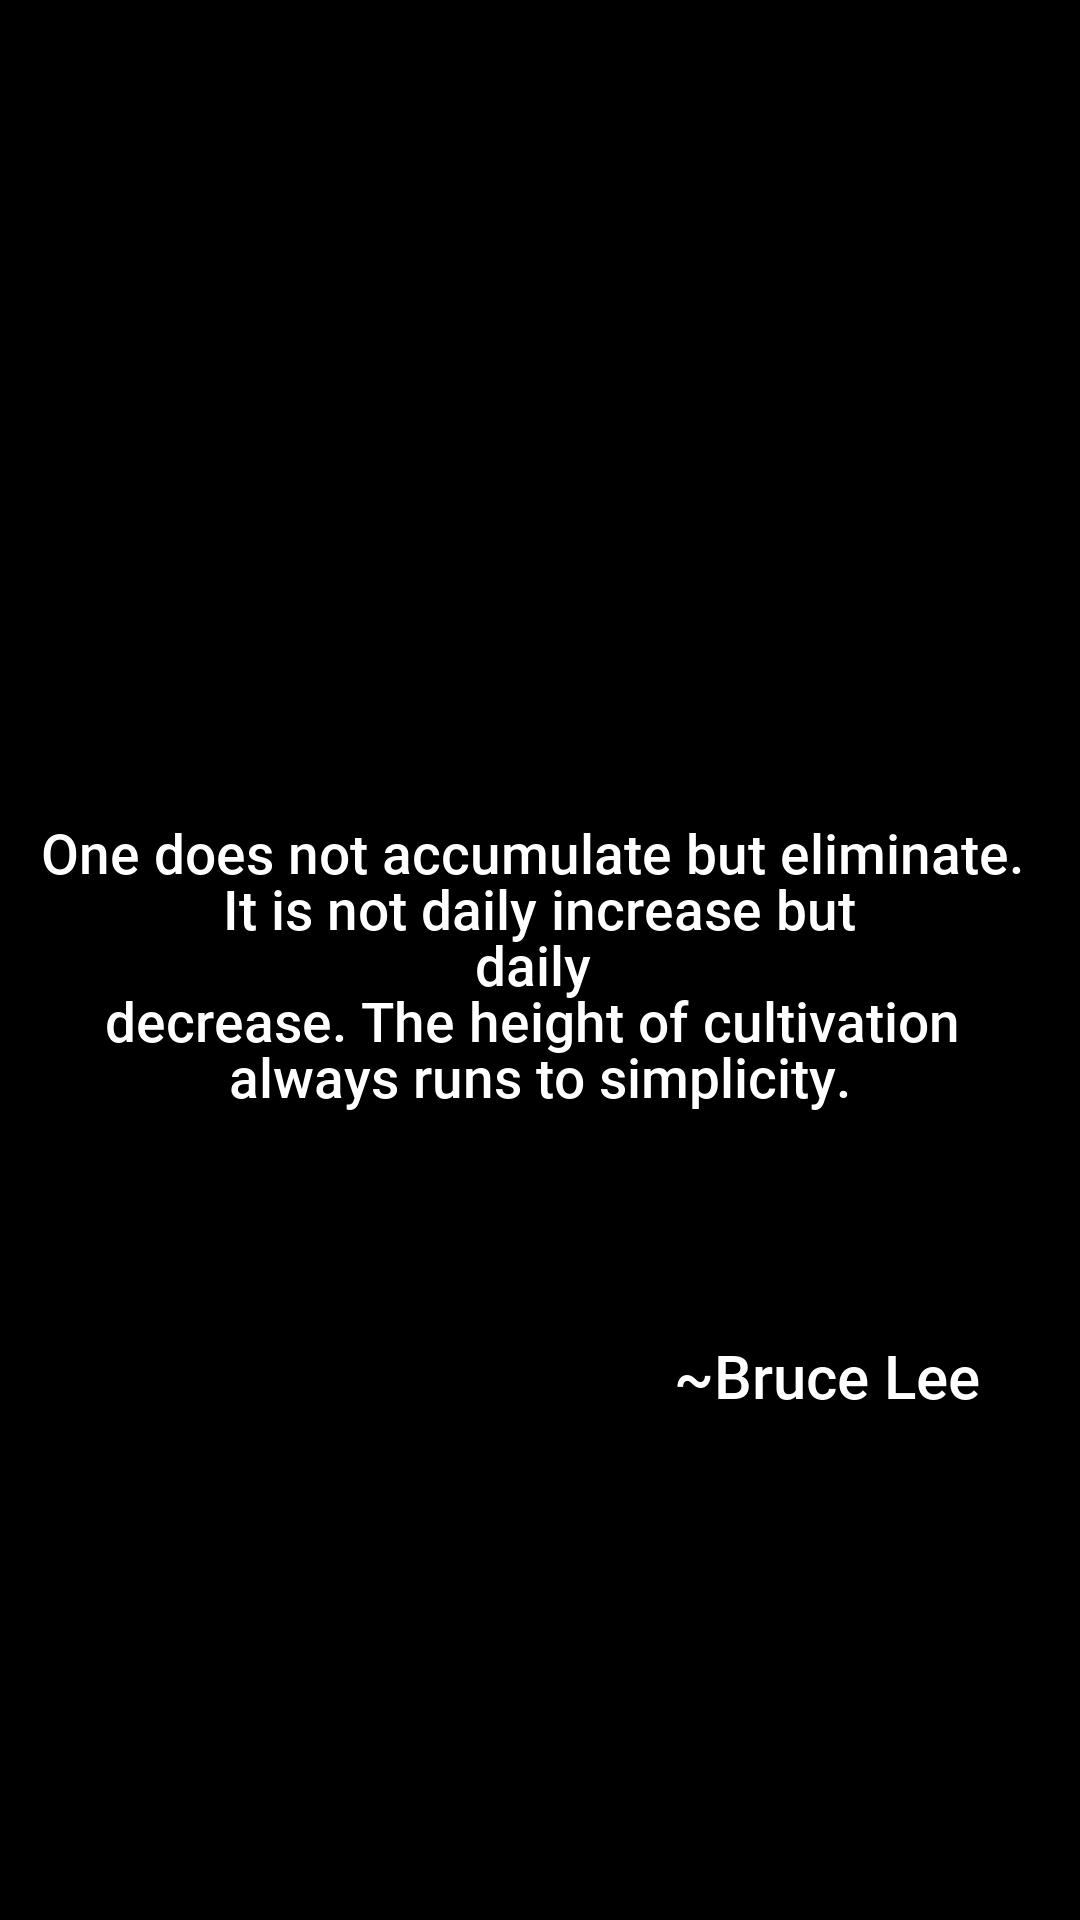 One does not accumulate but eliminate.
It is not daily increase but
daily
decrease. The height of cultivation
always runs to simplicity.
~Bruce Lee